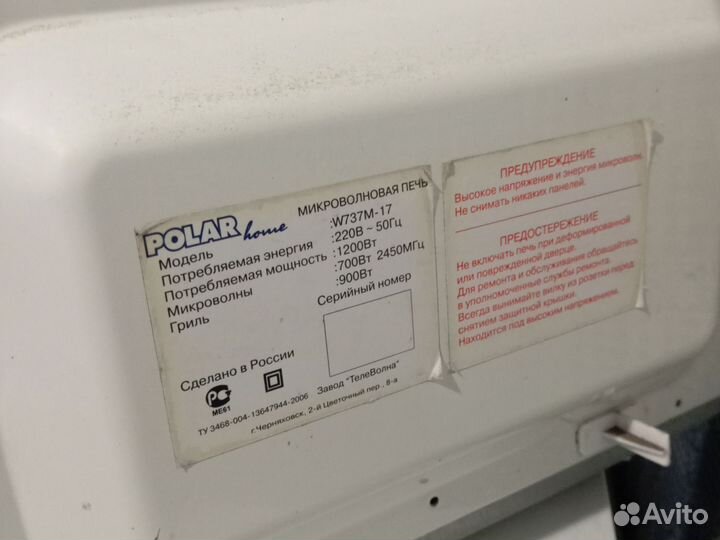 POLAR home
МИКРОВОЛНОВАЯ ПЕЧЬ
Модель :W737M-17
Потребляемая энергия :220В ~ 50Гц
Потребляемая мощность :1200Вт
Микроволны :700Вт 2450МГц
Гриль :900Вт
Серийный номер
Сделано в России
МЕ61
Завод "ТелеВолна"
ТУ 3468-004-13647944-2006
г.Черняховск, 2-й Цветочный пер., 8-а
ПРЕДУПРЕЖДЕНИЕ
Высокое напряжение и энергия микроволн.
Не снимать никаких панелей.
ПРЕДОСТЕРЕЖЕНИЕ
Не включать печь при деформированной
или поврежденной дверце.
Для ремонта и обслуживания обращайтесь
в уполномоченные службы ремонта.
Всегда вынимайте вилку из розетки перед
снятием защитной крышки.
Находится под высоким напряжением.
Avito